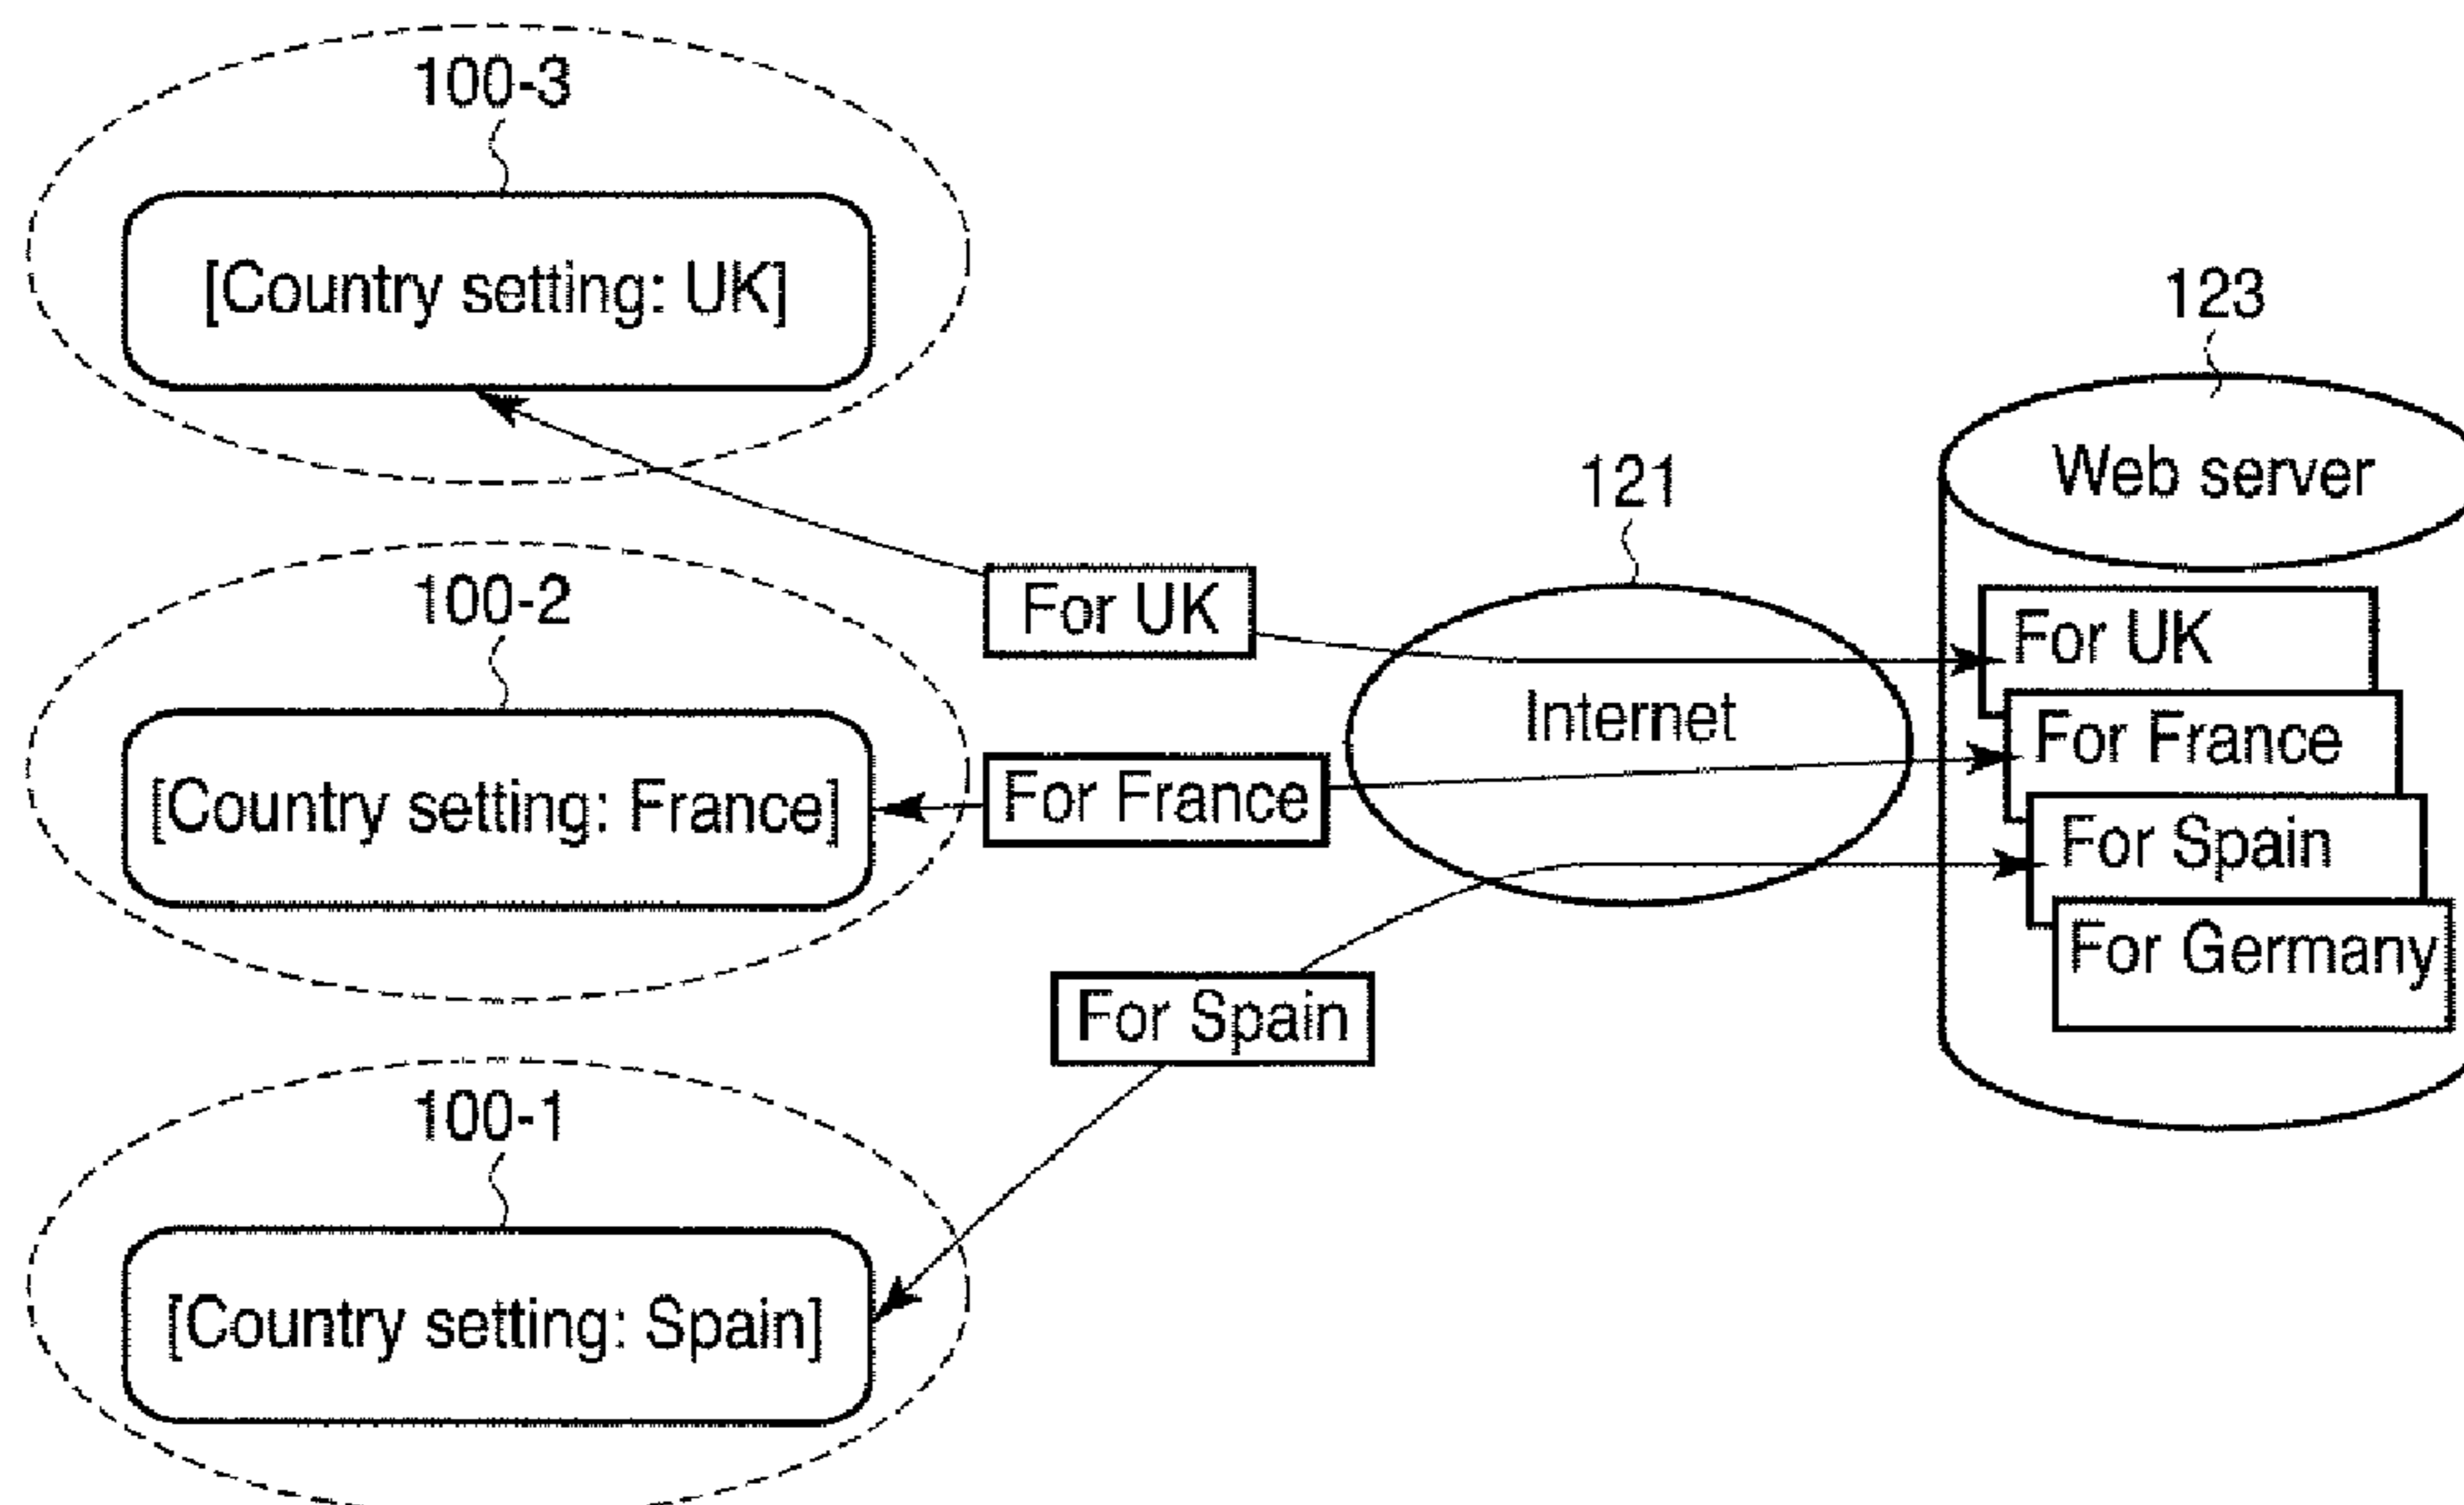 100-3
[Country setting: UK]
123
Web server
121
For UK
For UK
100-2
Internet
For France
[Country setting: France]
For France
For Spain
For Germany
For Spain
100-1
[Country setting: Spain]